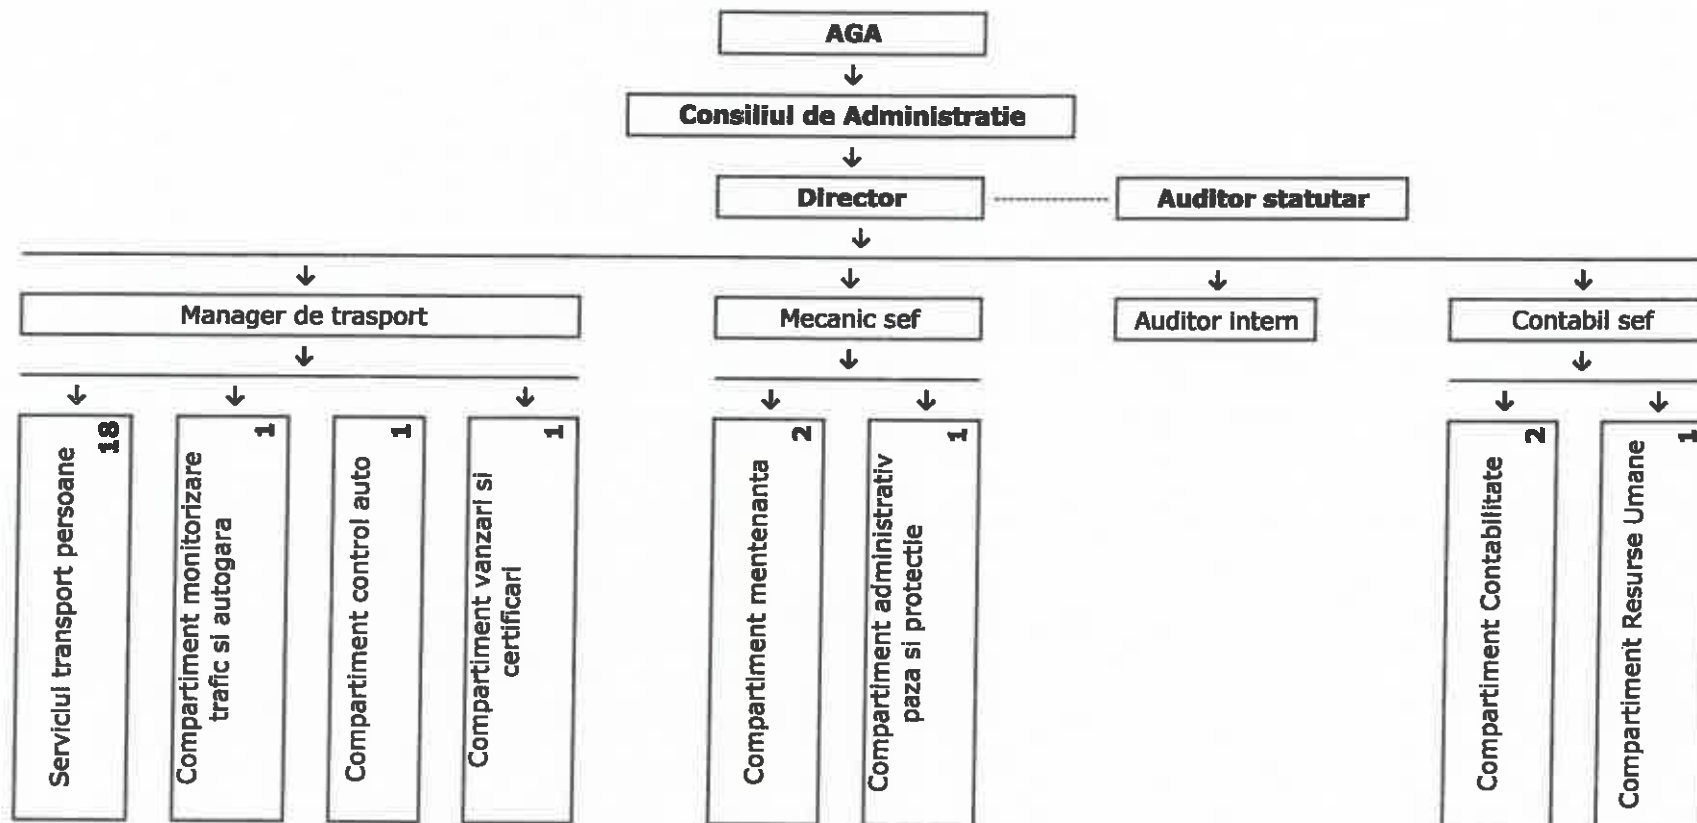 AGA
Consiliul de Administratie
Director
Auditor statutar
Manager de trasport
Mecanic sef
Auditor intern
Contabil sef
18
Serviciul transport persoane
1
Compartiment monitorizare
trafic si autogara
1
Compartiment control auto
1
Compartiment vanzari si
certificari
2
Compartiment mentenanta
1
Compartiment administrativ
paza si protectie
2
Compartiment Contabilitate
1
Compartiment Resurse Umane